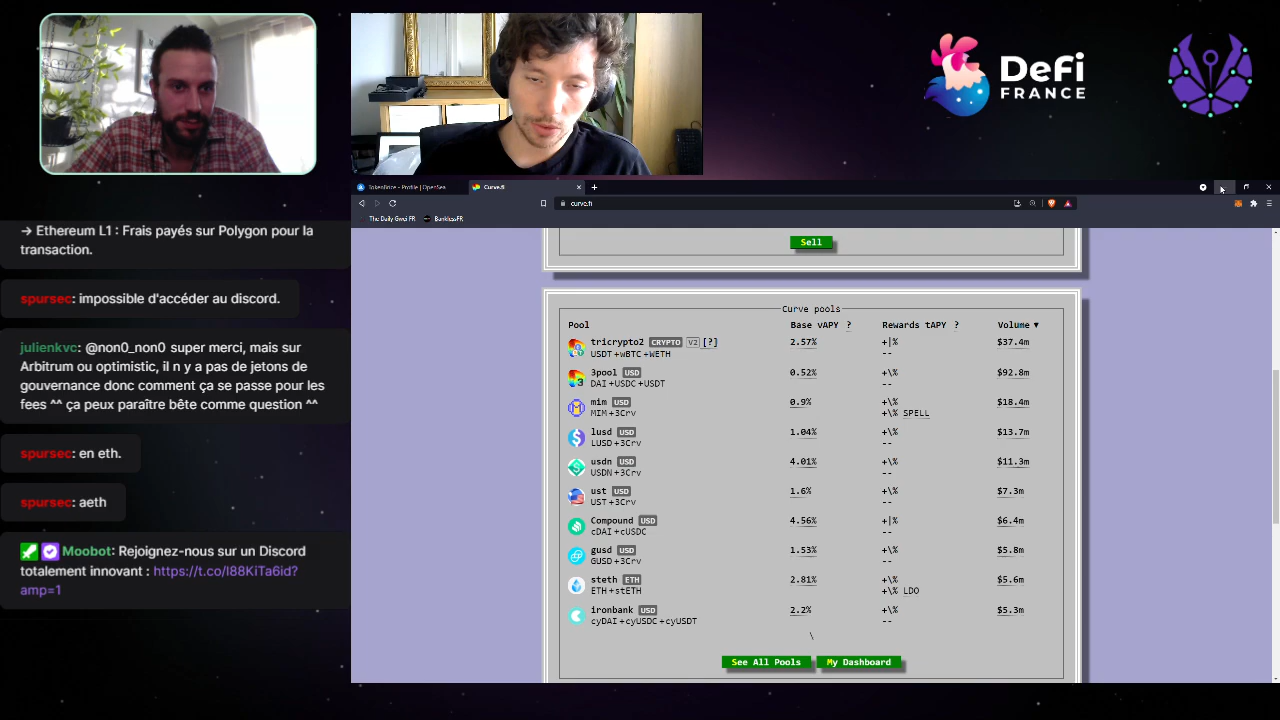 DeFi
FRANCE
TokenBrice - Profile | OpenSea
Curve.fi
curve.fi
The Daily Gwei FR
BanklessFR
→ Ethereum L1 : Frais payés sur Polygon pour la
transaction.
spursec: impossible d'accéder au discord.
julienkvc: @non0_non0 super merci, mais sur
Arbitrum ou optimistic, il n y a pas de jetons de
gouvernance donc comment ça se passe pour les
fees ^^ ça peux paraître bête comme question ^^
spursec: en eth.
spursec: aeth
Moobot: Rejoignez-nous sur un Discord
totalement innovant : https://t.co/I88KiTa6id?
amp=1
Sell
Curve pools
Pool Base vAPY ? Rewards tAPY ? Volume ▼
tricrypto2 CRYPTO V2 [?] 2.57% +|% $37.4m
USDT+wBTC+WETH --
3pool USD 0.52% +\% $92.8m
DAI+USDC+USDT --
mim USD 0.9% +\% $18.4m
MIM+3Crv +\% SPELL
lusd USD 1.04% +\% $13.7m
LUSD+3Crv --
usdn USD 4.01% +\% $11.3m
USDN+3Crv --
ust USD 1.6% +\% $7.3m
UST+3Crv --
Compound USD 4.56% +|% $6.4m
cDAI+cUSDC --
gusd USD 1.53% +\% $5.8m
GUSD+3Crv --
steth ETH 2.81% +\% $5.6m
ETH+stETH +\% LDO
ironbank USD 2.2% +\% $5.3m
cyDAI+cyUSDC+cyUSDT --
\
See All Pools My Dashboard